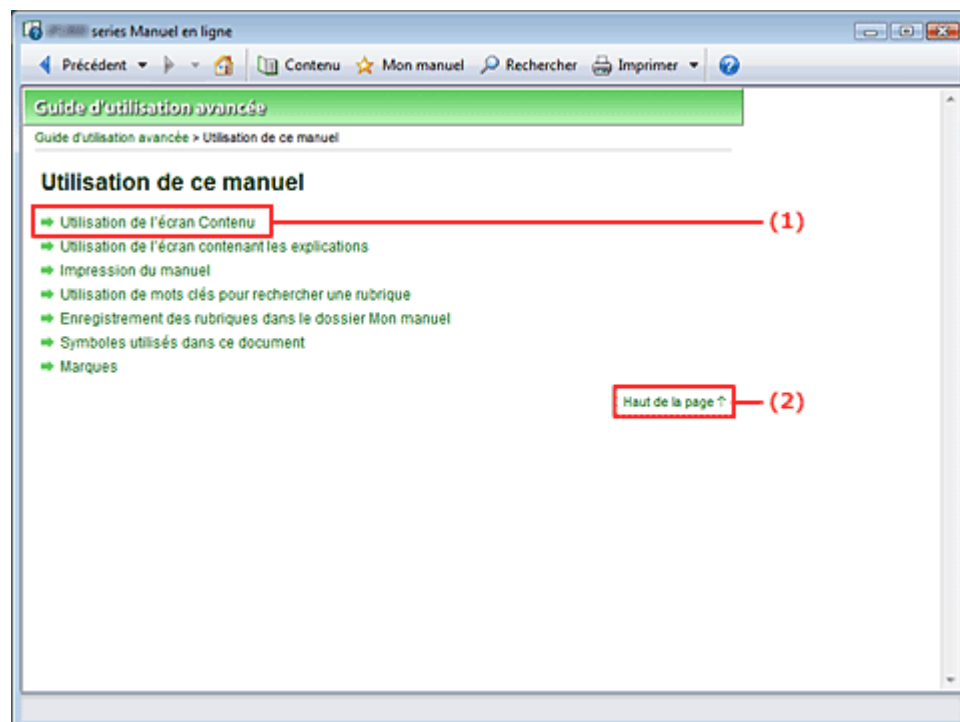 series Manuel en ligne
Précédent Contenu Mon manuel Rechercher Imprimer
Guide d'utilisation avancée
Guide d'utilisation avancée > Utilisation de ce manuel
Utilisation de ce manuel
Utilisation de l'écran Contenu (1)
Utilisation de l'écran contenant les explications
Impression du manuel
Utilisation de mots clés pour rechercher une rubrique
Enregistrement des rubriques dans le dossier Mon manuel
Symboles utilisés dans ce document
Marques
Haut de la page ↑ (2)